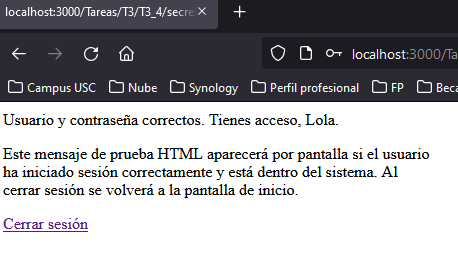 localhost:3000/Tareas/T3/T3_4/secre
localhost:3000/Ta
Campus USC Nube Synology Perfil profesional FP Beca
Usuario y contraseña correctos. Tienes acceso, Lola.
Este mensaje de prueba HTML aparecerá por pantalla si el usuario
ha iniciado sesión correctamente y está dentro del sistema. Al
cerrar sesión se volverá a la pantalla de inicio.
Cerrar sesión